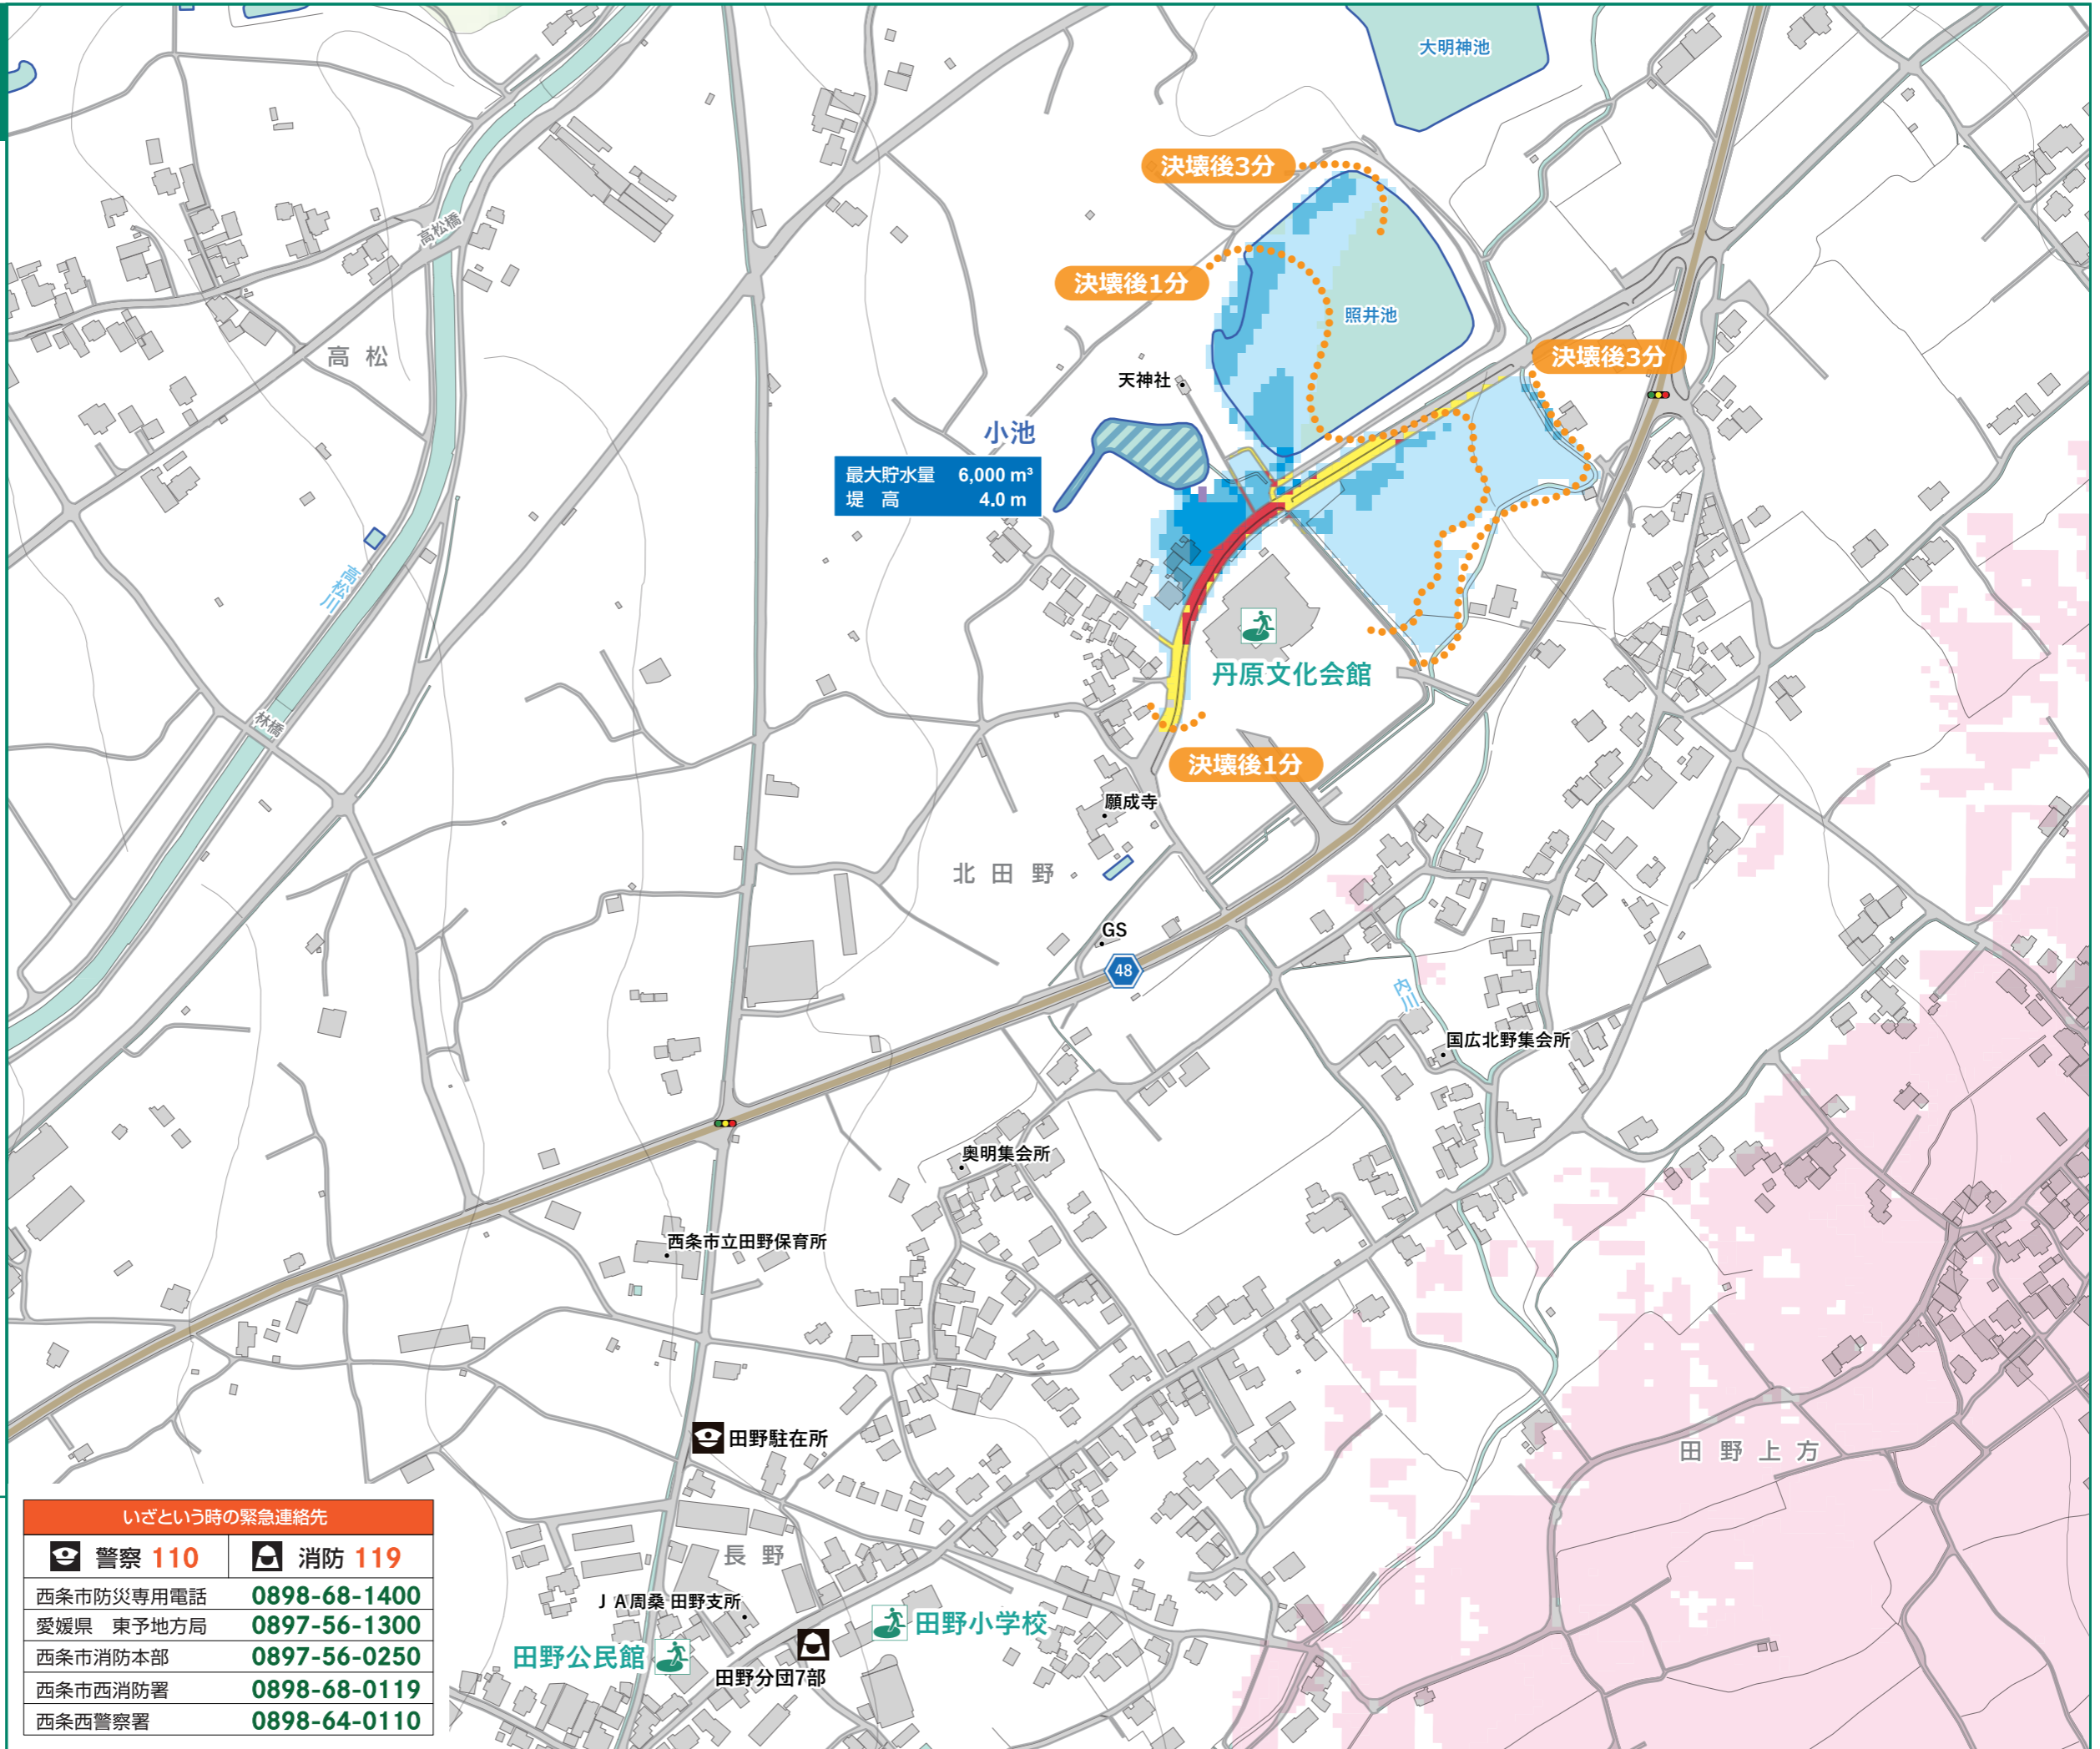 大明神池
決壊後3分
高松橋
決壊後1分
照井池
高松
決壊後3分
天神社
小池
最大貯水量 6,000 m³
堤 高 4.0 m
高松川
丹原文化会館
林橋
決壊後1分
願成寺
北田野
GS
48
内川
国広北野集会所
奥明集会所
西条市立田野保育所
田野駐在所
田野上方
長野
JA周桑 田野支所
田野小学校
田野公民館
田野分団7部
いざという時の緊急連絡先
警察 110 消防 119
西条市防災専用電話 0898-68-1400
愛媛県 東予地方局 0897-56-1300
西条市消防本部 0897-56-0250
西条市西消防署 0898-68-0119
西条西警察署 0898-64-0110